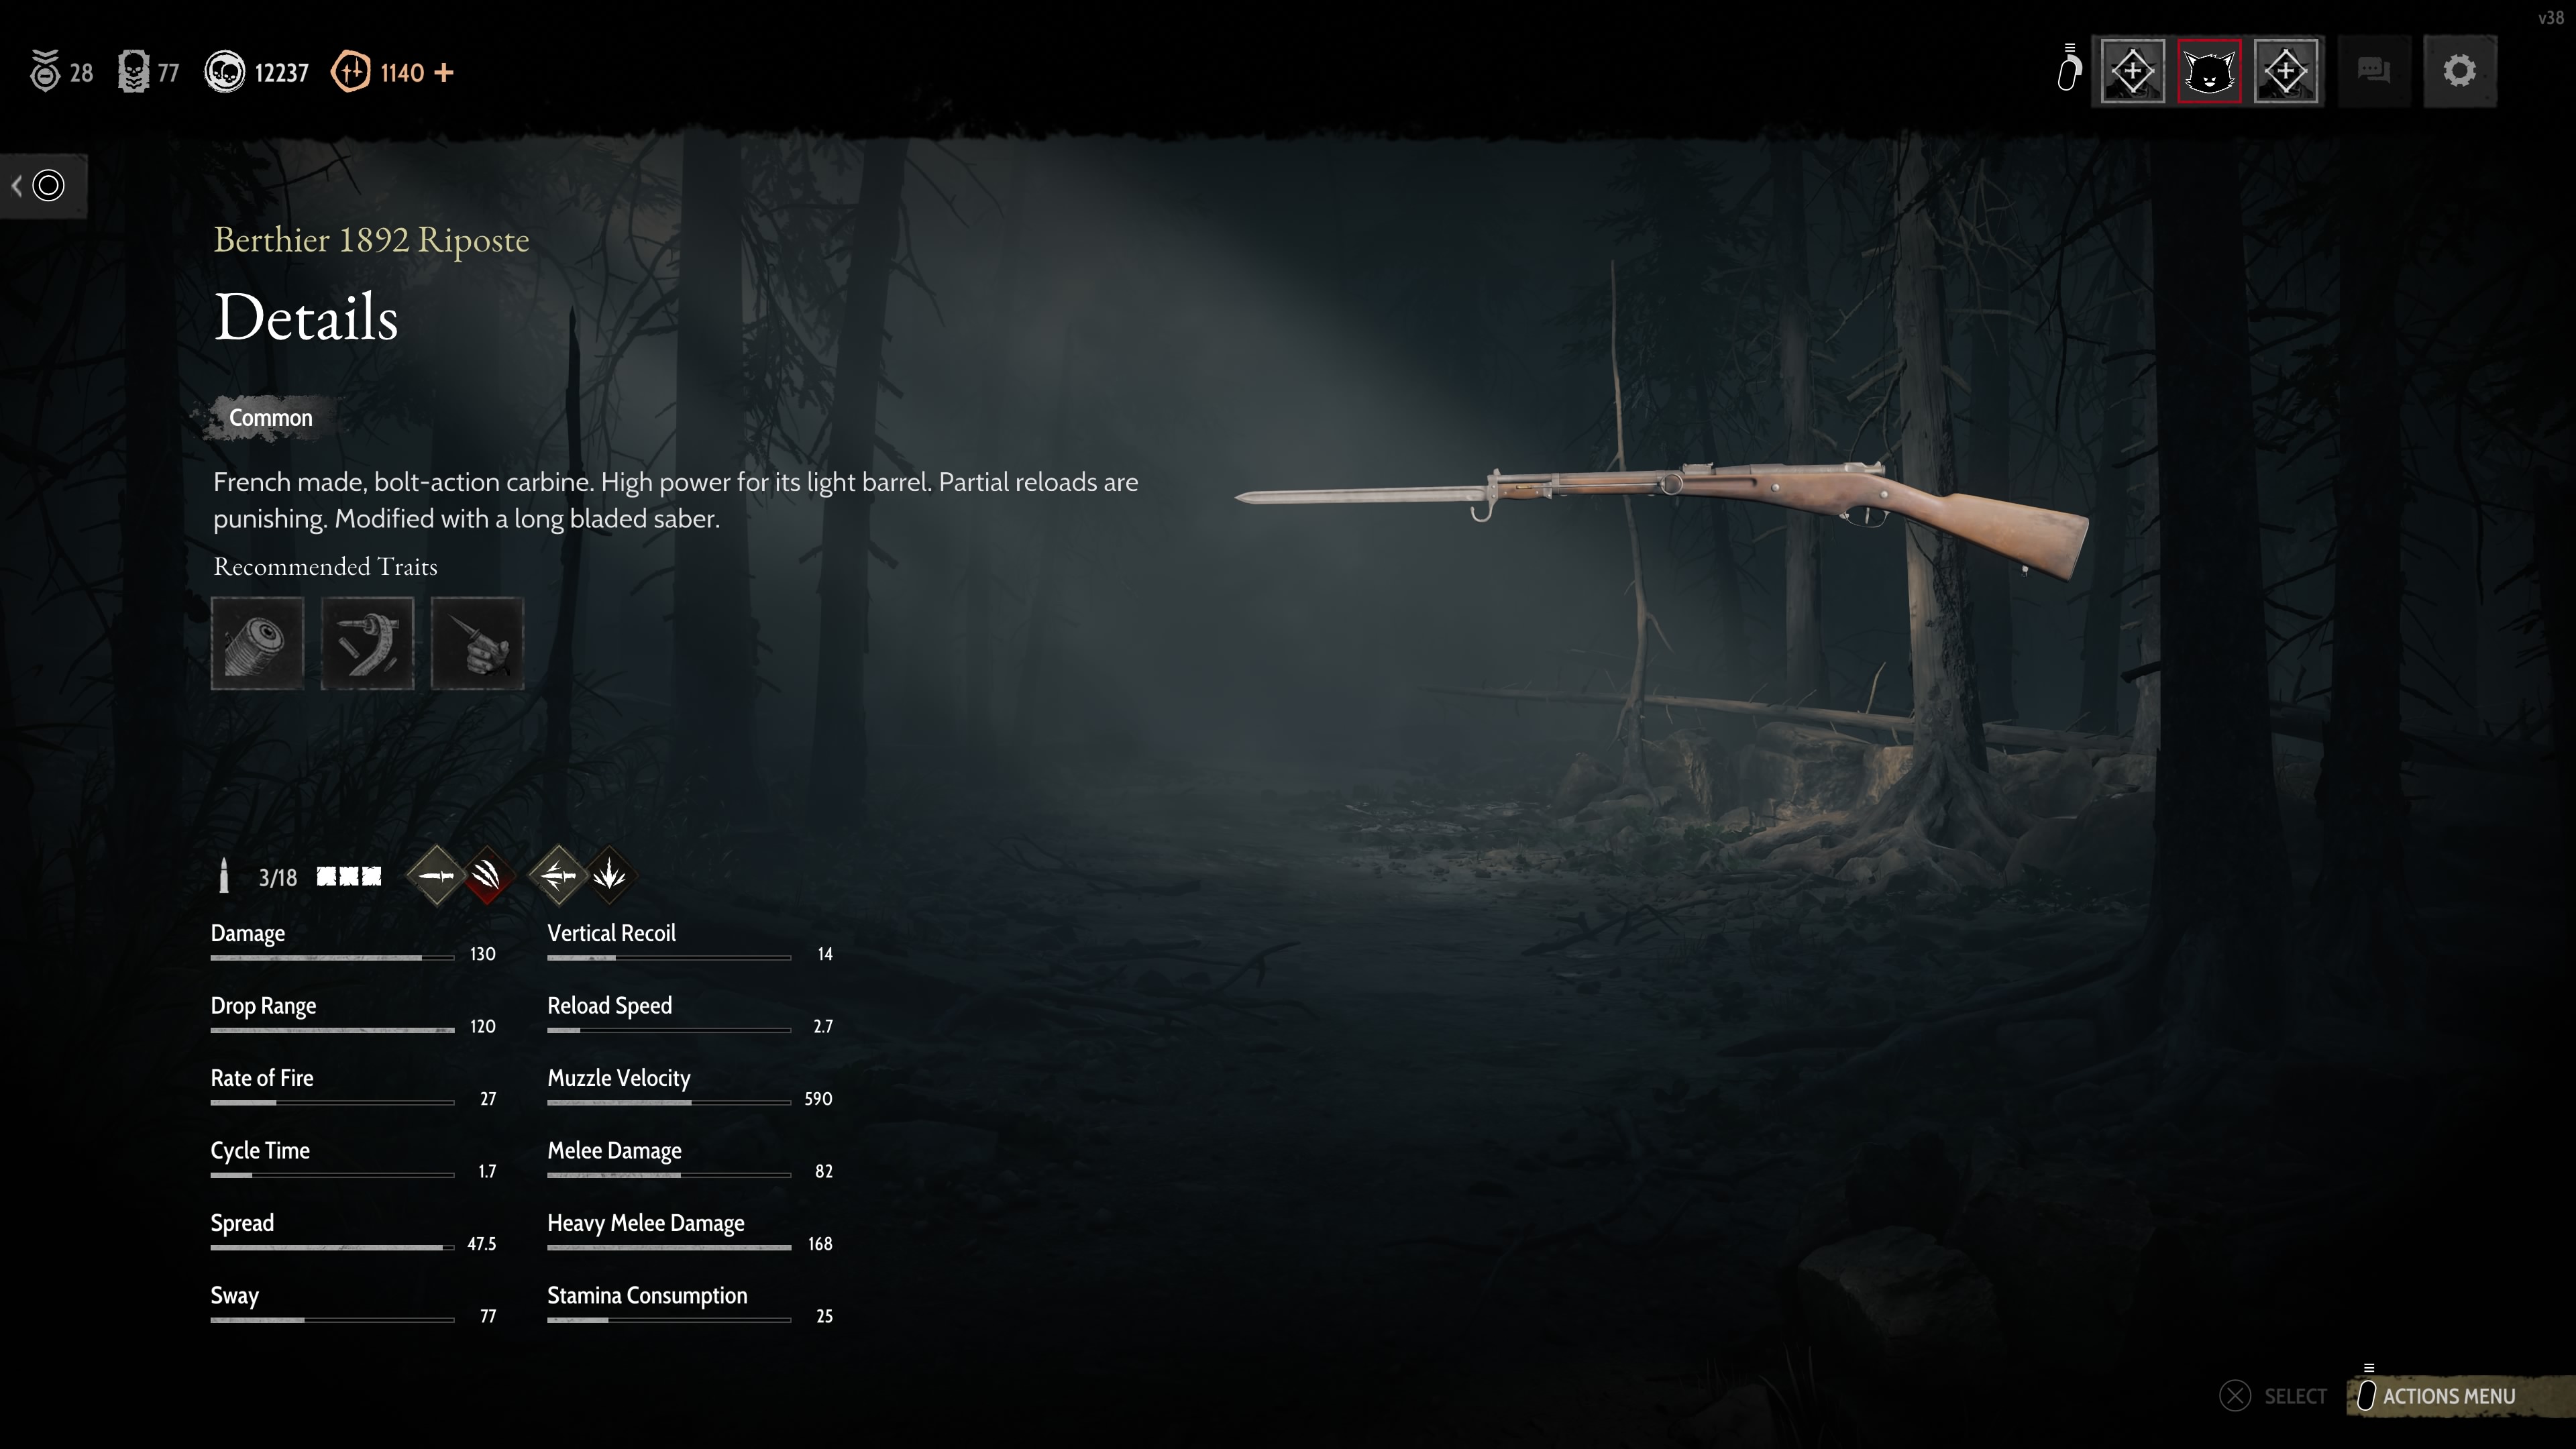 v38
28
77
12237
1140 +
Berthier 1892 Riposte
Details
Common
French made, bolt-action carbine. High power for its light barrel. Partial reloads are
punishing. Modified with a long bladed saber.
Recommended Traits
3/18
Damage
130
Vertical Recoil
14
Drop Range
120
Reload Speed
2.7
Rate of Fire
27
Muzzle Velocity
590
Cycle Time
1.7
Melee Damage
82
Spread
47.5
Heavy Melee Damage
168
Sway
77
Stamina Consumption
25
SELECT
ACTIONS MENU